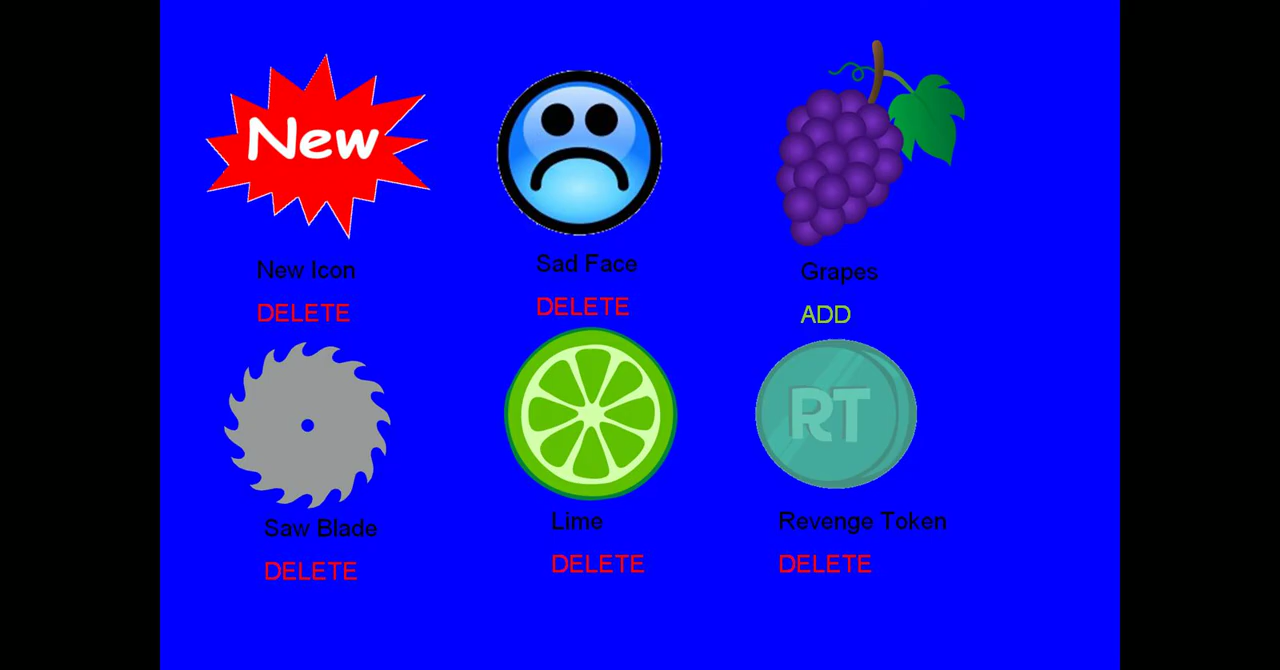 New
New Icon
DELETE
Sad Face
DELETE
Grapes
ADD
Saw Blade
DELETE
Lime
DELETE
RT
Revenge Token
DELETE